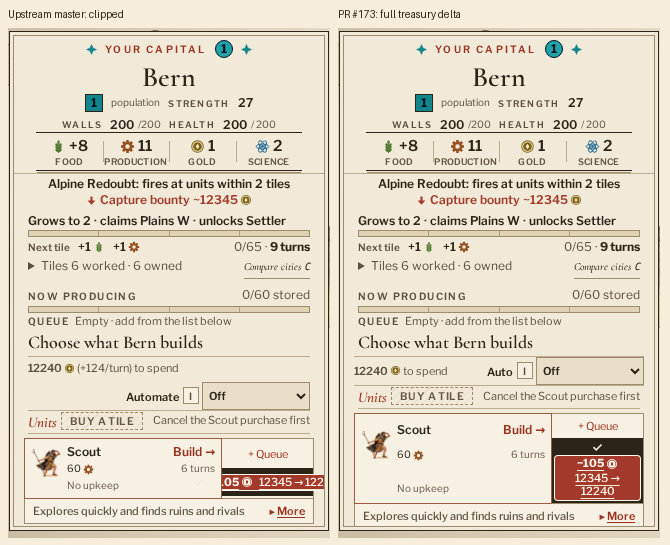 Upstream master: clipped
YOUR CAPITAL 1
Bern
1 population STRENGTH 27
WALLS 200 /200 HEALTH 200 /200
+8 11 1 2
FOOD PRODUCTION GOLD SCIENCE
Alpine Redoubt: fires at units within 2 tiles
Capture bounty ~12345
Grows to 2 · claims Plains W · unlocks Settler
Next tile +1 +1 0/65 · 9 turns
Tiles 6 worked · 6 owned Compare cities C
NOW PRODUCING 0/60 stored
QUEUE Empty · add from the list below
Choose what Bern builds
12240 (+124/turn) to spend
Automate I Off
Units BUY A TILE Cancel the Scout purchase first
Scout Build → + Queue
60 6 turns
.05 12345 → 122
No upkeep
Explores quickly and finds ruins and rivals ▸ More
PR #173: full treasury delta
YOUR CAPITAL 1
Bern
1 population STRENGTH 27
WALLS 200 /200 HEALTH 200 /200
+8 11 1 2
FOOD PRODUCTION GOLD SCIENCE
Alpine Redoubt: fires at units within 2 tiles
Capture bounty ~12345
Grows to 2 · claims Plains W · unlocks Settler
Next tile +1 +1 0/65 · 9 turns
Tiles 6 worked · 6 owned Compare cities C
NOW PRODUCING 0/60 stored
QUEUE Empty · add from the list below
Choose what Bern builds
12240 to spend Auto I Off
Units BUY A TILE Cancel the Scout purchase first
Scout Build → + Queue
60 6 turns
−105
12345 →
12240
No upkeep
Explores quickly and finds ruins and rivals ▸ More